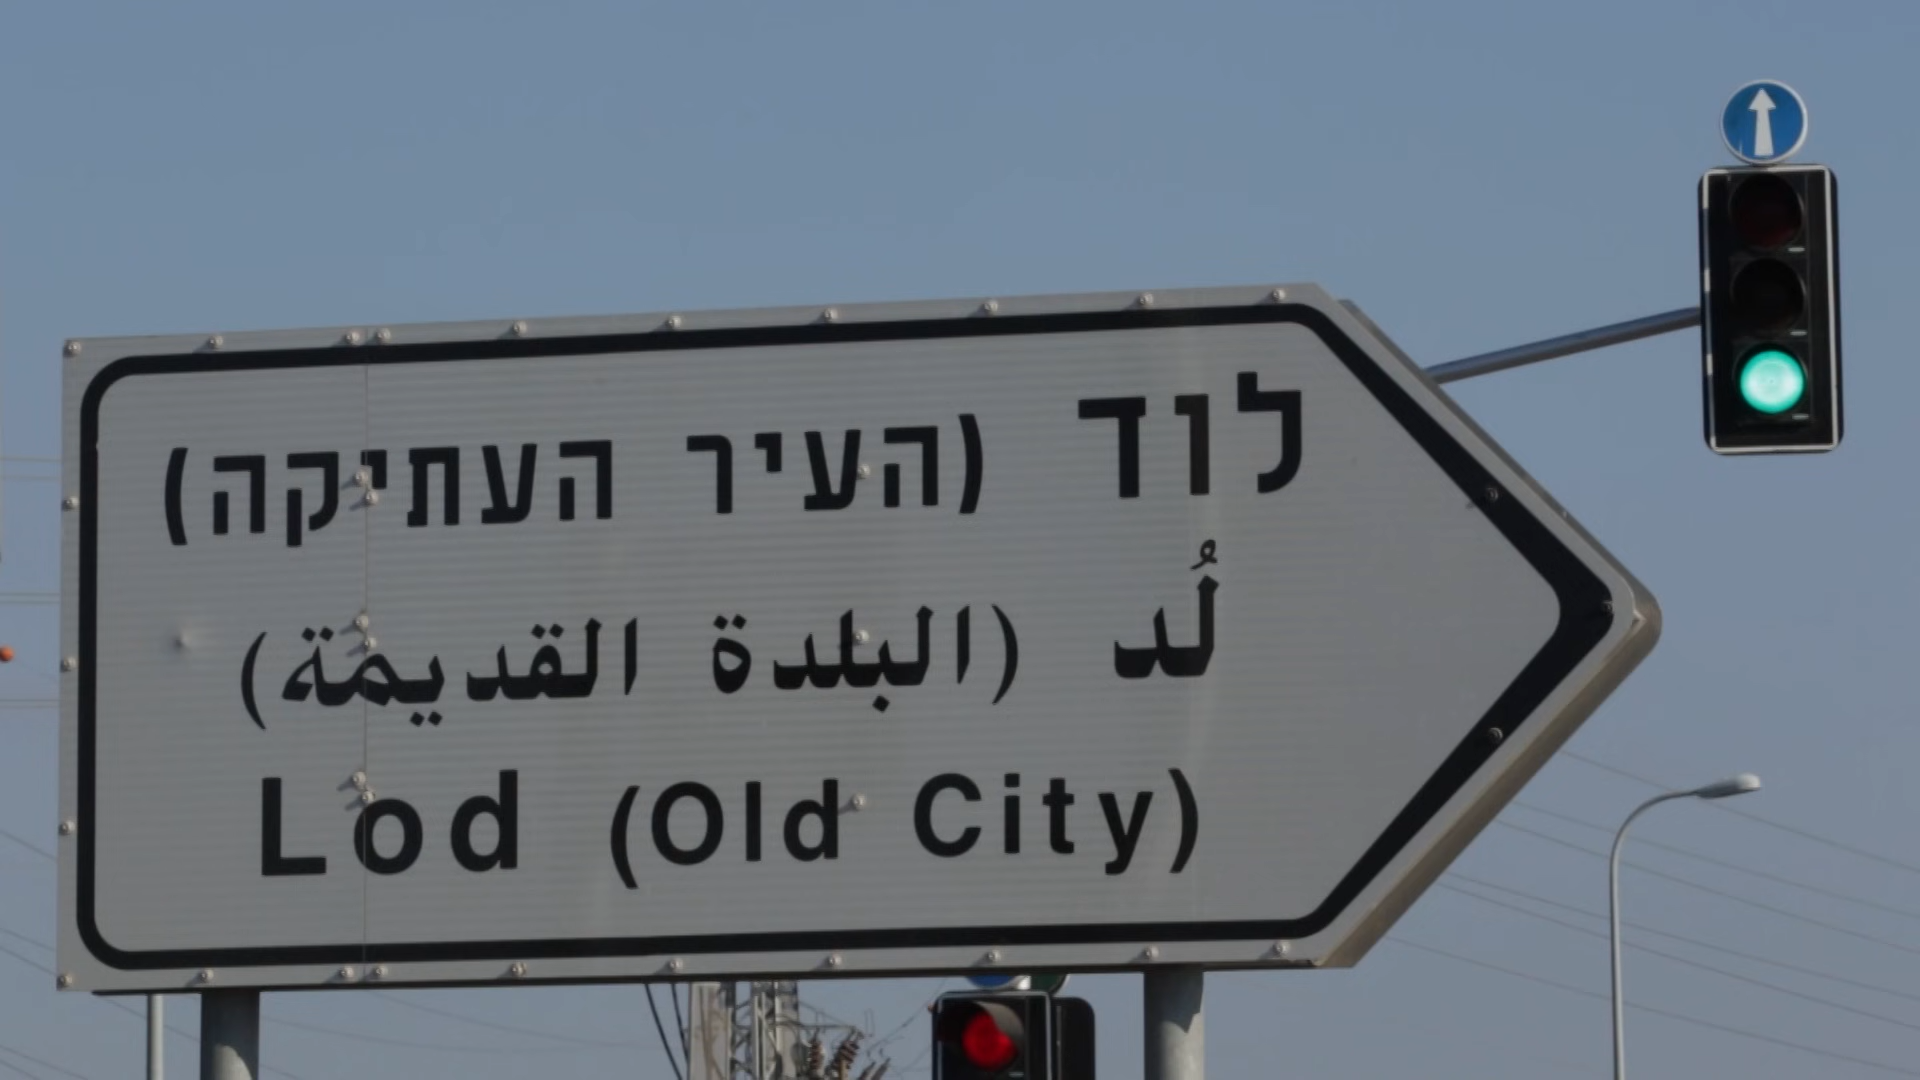 לוד (העיר העתיקה)
لُد (البلدة القديمة)
Lod (Old City)